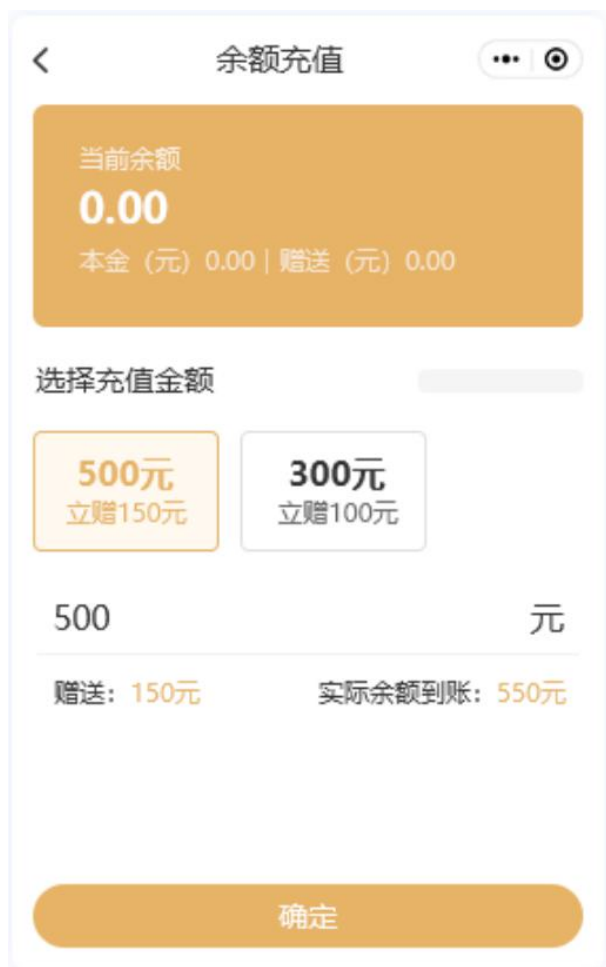 余额充值
当前余额
0.00
本金（元）0.00 | 赠送（元）0.00
选择充值金额
500元
立赠150元
300元
立赠100元
500 元
赠送：150元 实际余额到账：550元
确定